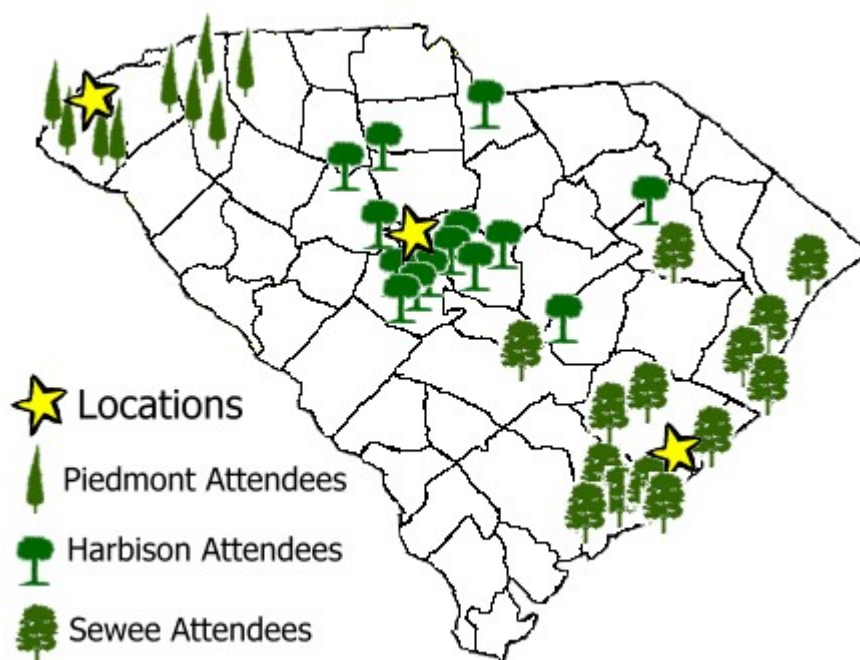 Locations
Piedmont Attendees
Harbison Attendees
Sewee Attendees